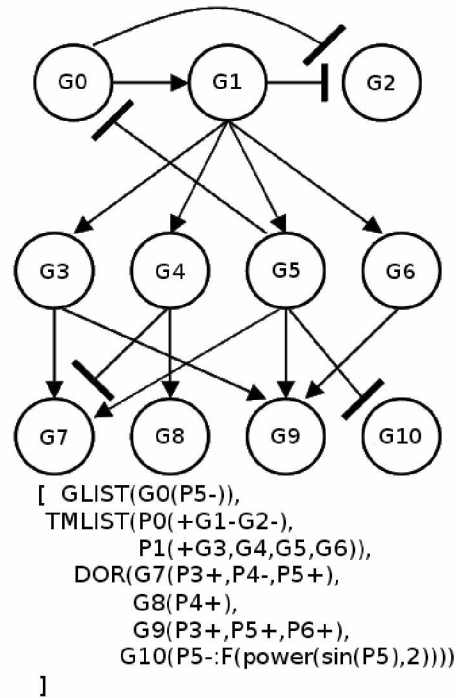 G0 G1 G2
G3 G4 G5 G6
G7 G8 G9 G10
[ GLIST(G0(P5-)),
TMLIST(P0(+G1-G2-),
P1(+G3,G4,G5,G6)),
DOR(G7(P3+,P4-,P5+),
G8(P4+),
G9(P3+,P5+,P6+),
G10(P5-:F(power(sin(P5),2))))
]